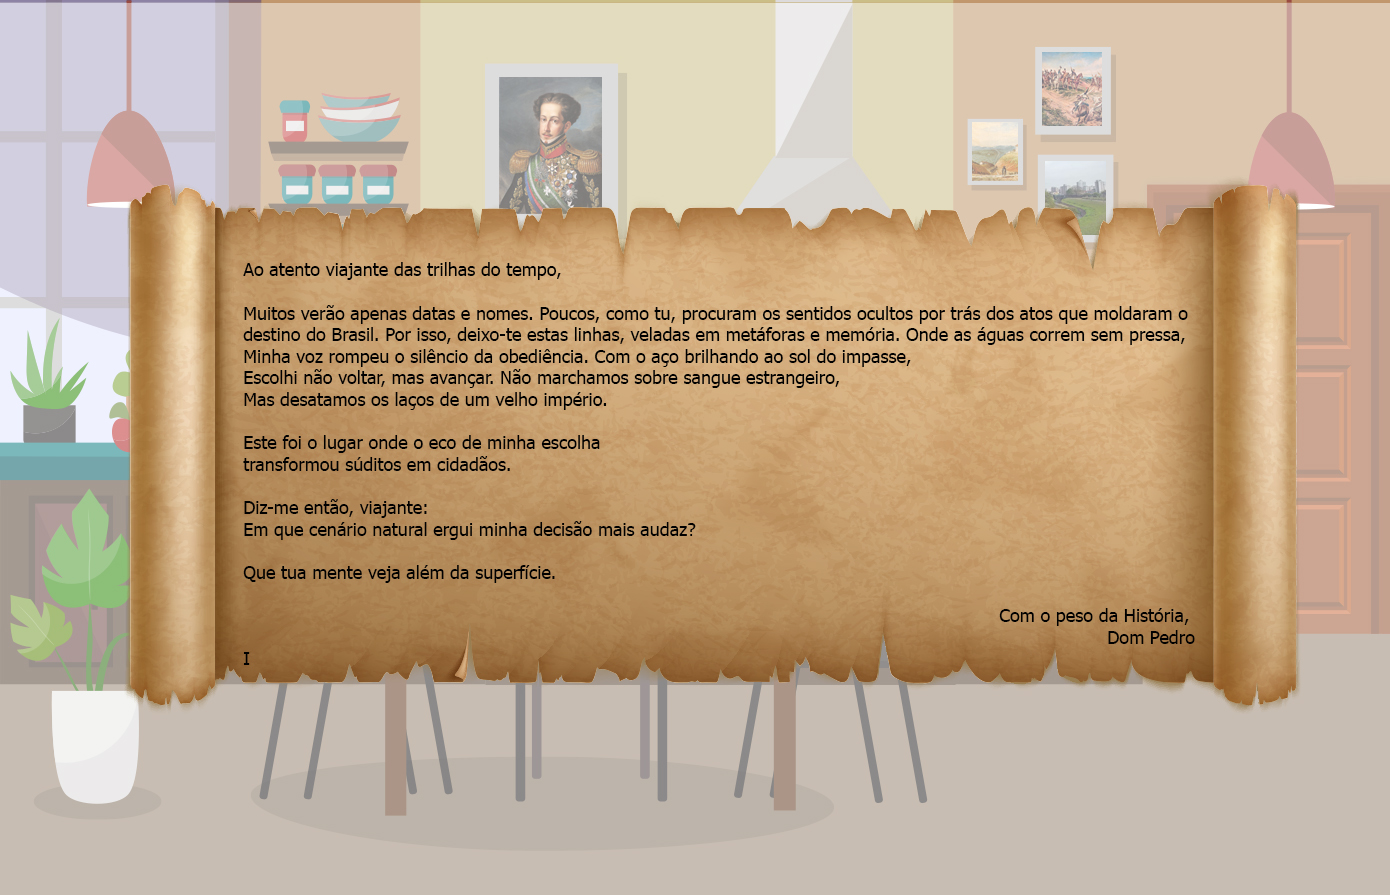 Ao atento viajante das trilhas do tempo,
Muitos verão apenas datas e nomes. Poucos, como tu, procuram os sentidos ocultos por trás dos atos que moldaram o
destino do Brasil. Por isso, deixo-te estas linhas, veladas em metáforas e memória. Onde as águas correm sem pressa,
Minha voz rompeu o silêncio da obediência. Com o aço brilhando ao sol do impasse,
Escolhi não voltar, mas avançar. Não marchamos sobre sangue estrangeiro,
Mas desatamos os laços de um velho império.
Este foi o lugar onde o eco de minha escolha
transformou súditos em cidadãos.
Diz-me então, viajante:
Em que cenário natural ergui minha decisão mais audaz?
Que tua mente veja além da superfície.
Com o peso da História,
Dom Pedro
I